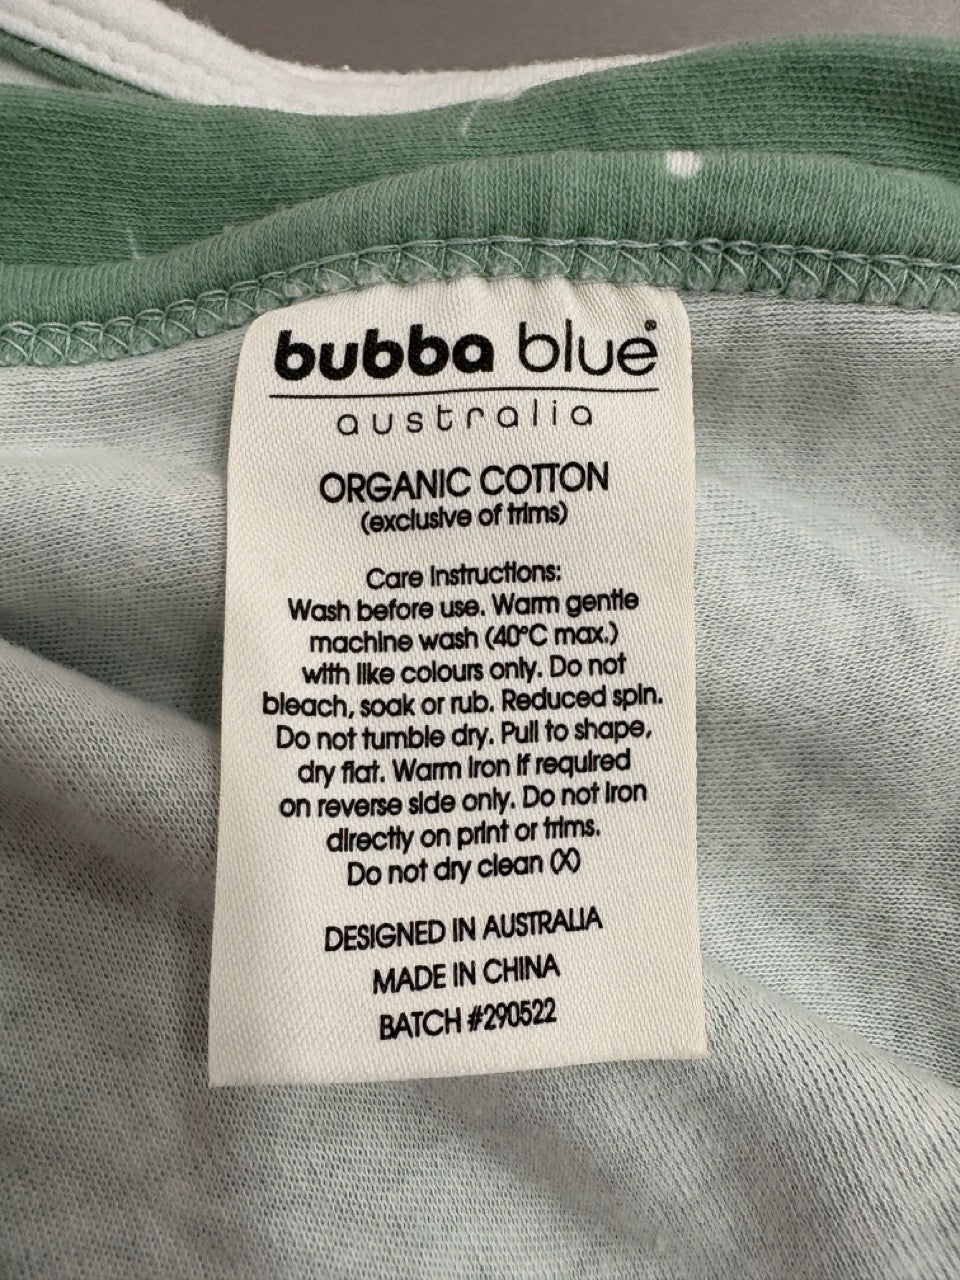 bubba blue®
australia
ORGANIC COTTON
(exclusive of trims)
Care Instructions:
Wash before use. Warm gentle
machine wash (40°C max.)
with like colours only. Do not
bleach, soak or rub. Reduced spin.
Do not tumble dry. Pull to shape,
dry flat. Warm iron if required
on reverse side only. Do not iron
directly on print or trims.
Do not dry clean (X)
DESIGNED IN AUSTRALIA
MADE IN CHINA
BATCH #290522